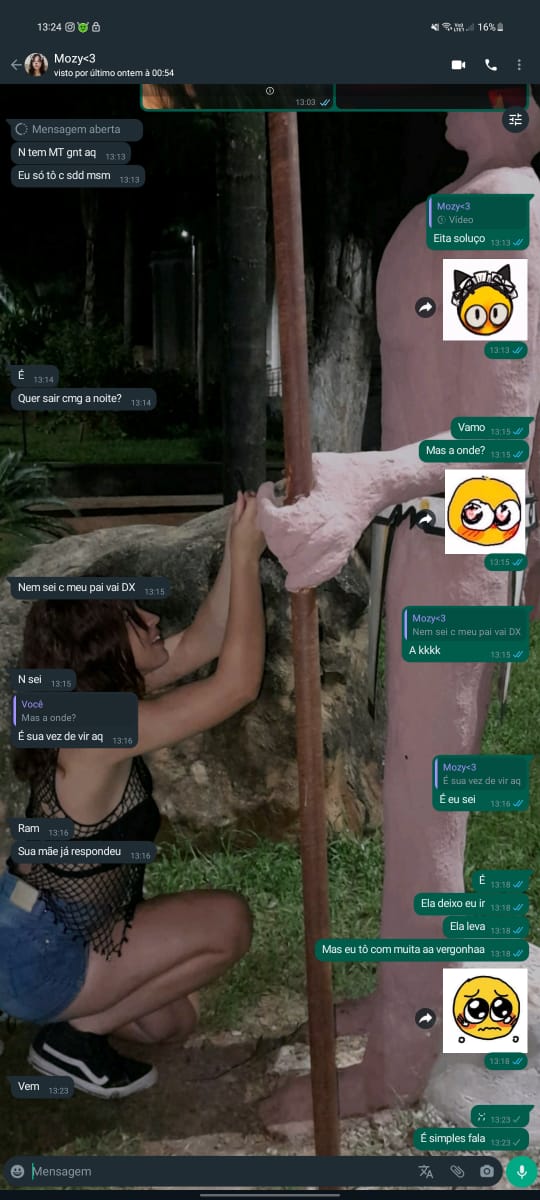 13:24
16%
Mozy<3
visto por último ontem à 00:54
13:03
Mensagem aberta
N tem MT gnt aq 13:13
Eu só tô c sdd msm 13:13
Mozy<3
Vídeo
Eita soluço 13:13
13:13
É 13:14
Quer sair cmg a noite? 13:14
Vamo 13:15
Mas a onde? 13:15
13:15
Nem sei c meu pai vai DX 13:15
Mozy<3
Nem sei c meu pai vai DX
A kkkk 13:15
N sei 13:15
Você
Mas a onde?
É sua vez de vir aq 13:16
Mozy<3
É sua vez de vir aq
É eu sei 13:16
Ram 13:16
Sua mãe já respondeu 13:16
É 13:18
Ela deixo eu ir 13:18
Ela leva 13:18
Mas eu tô com muita aa vergonhaa 13:18
13:18
Vem 13:23
13:23
É simples fala 13:23
Mensagem